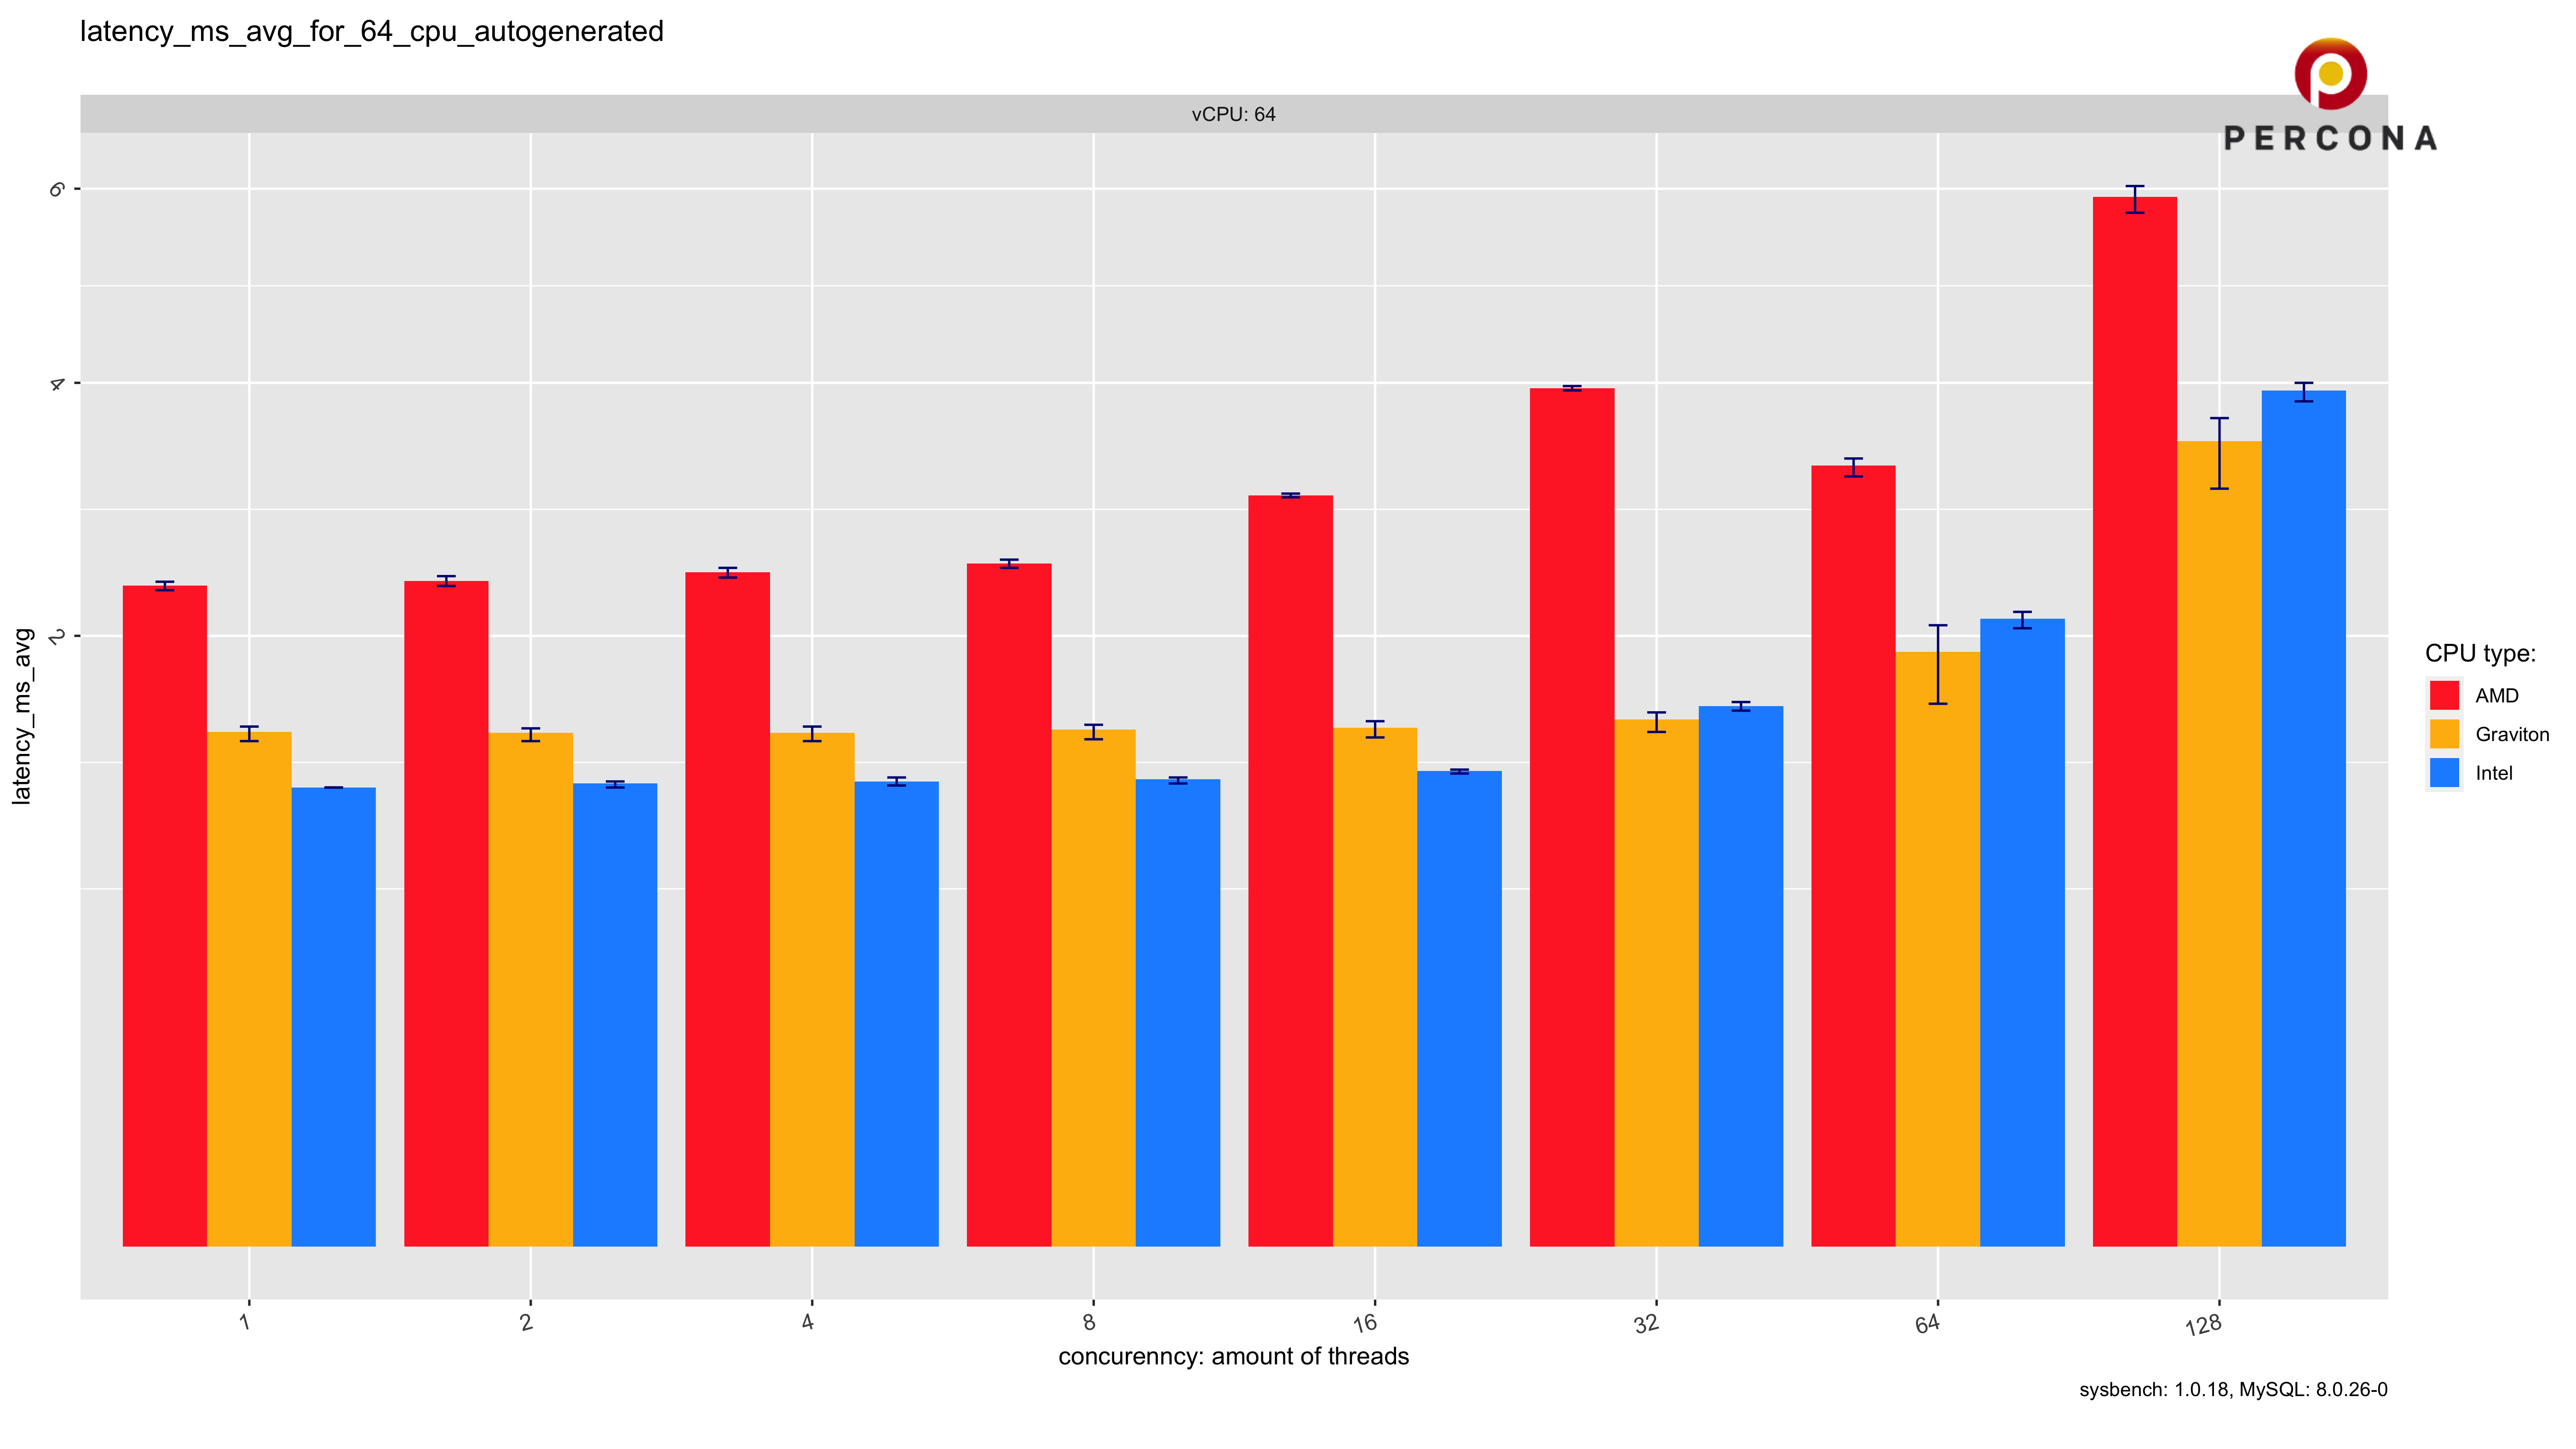 latency_ms_avg_for_64_cpu_autogenerated
PERCONA
vCPU: 64
6
4
2
latency_ms_avg
CPU type:
AMD
Graviton
Intel
1 2 4 8 16 32 64 128
concurenncy: amount of threads
sysbench: 1.0.18, MySQL: 8.0.26-0